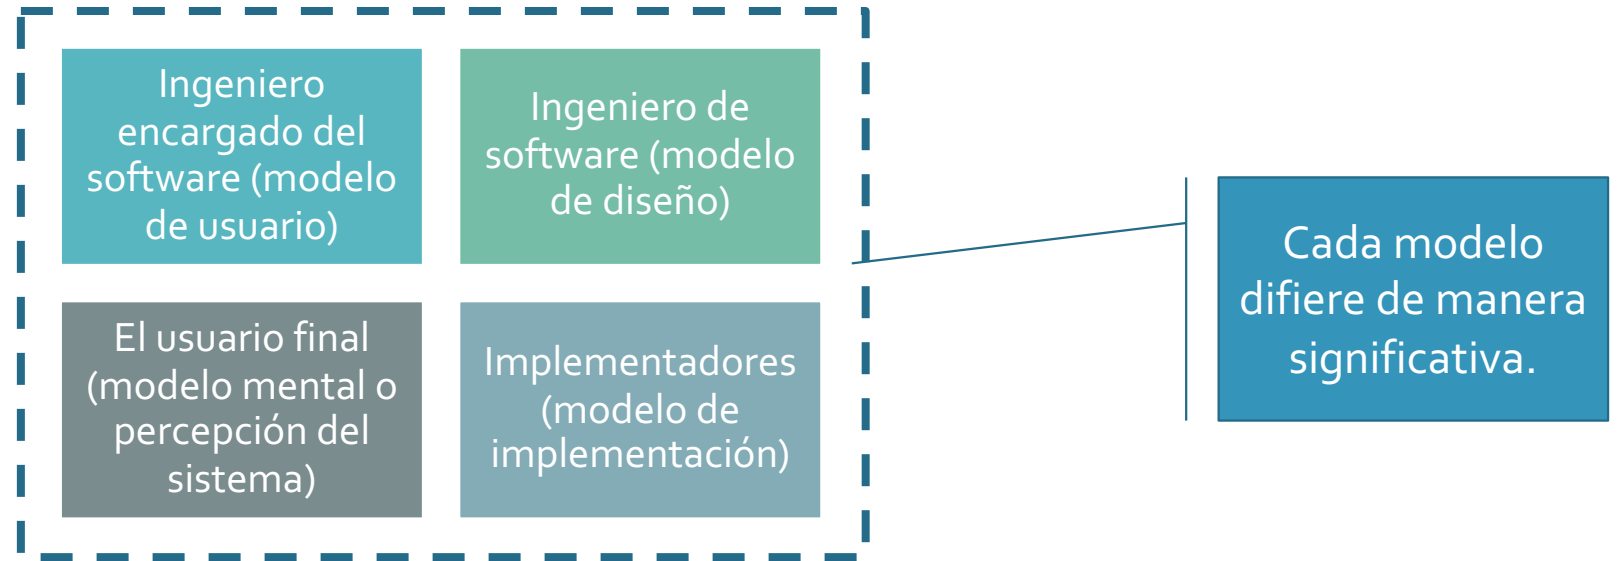 Ingeniero
encargado del
software (modelo
de usuario)
Ingeniero de
software (modelo
de diseño)
El usuario final
(modelo mental o
percepción del
sistema)
Implementadores
(modelo de
implementación)
Cada modelo
difiere de manera
significativa.